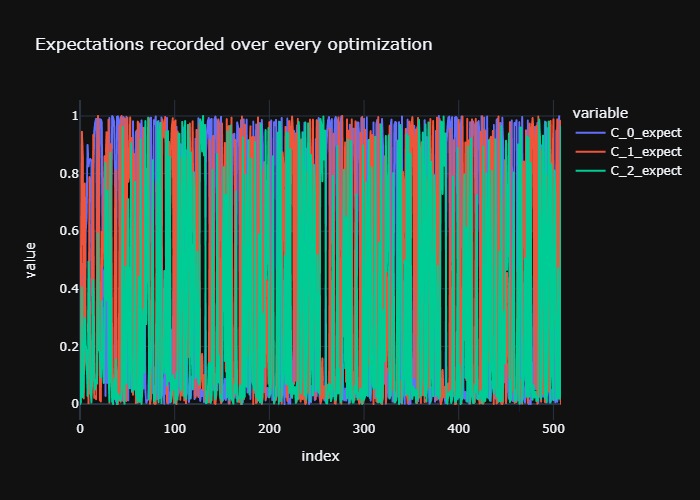 Expectations recorded over every optimization
variable
C_0_expect
C_1_expect
C_2_expect
1
0.8
0.6
0.4
0.2
0
value
0 100 200 300 400 500
index